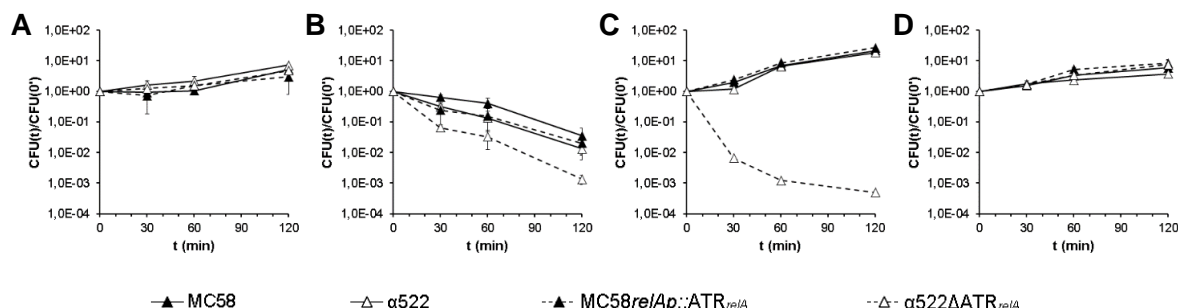 A
1,0E+02
1,0E+01
1,0E+00
1,0E-01
1,0E-02
1,0E-03
1,0E-04
CFU(t)/CFU(0')
0 30 60 90 120
t (min)
B
1,0E+02
1,0E+01
1,0E+00
1,0E-01
1,0E-02
1,0E-03
1,0E-04
CFU(t)/CFU(0')
0 30 60 90 120
t (min)
C
1,0E+02
1,0E+01
1,0E+00
1,0E-01
1,0E-02
1,0E-03
1,0E-04
CFU(t)/CFU(0')
0 30 60 90 120
t (min)
D
1,0E+02
1,0E+01
1,0E+00
1,0E-01
1,0E-02
1,0E-03
1,0E-04
CFU(t)/CFU(0')
0 30 60 90 120
t (min)
MC58 α522 MC58relAp::ATRrelA α522ΔATRrelA